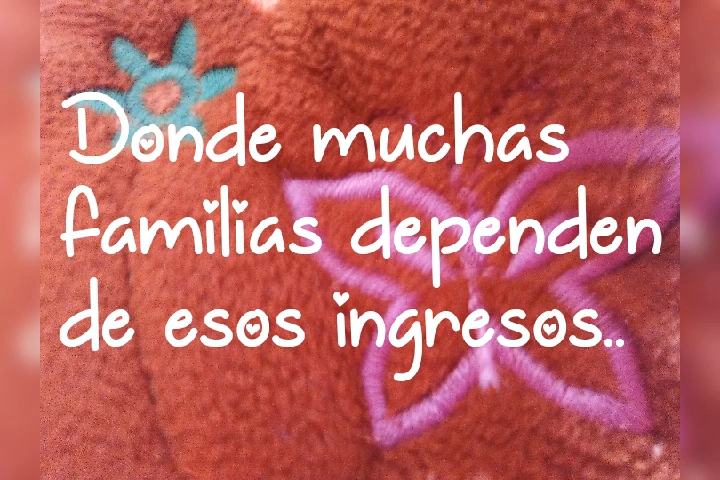 Donde muchas
familias dependen
de esos ingresos..